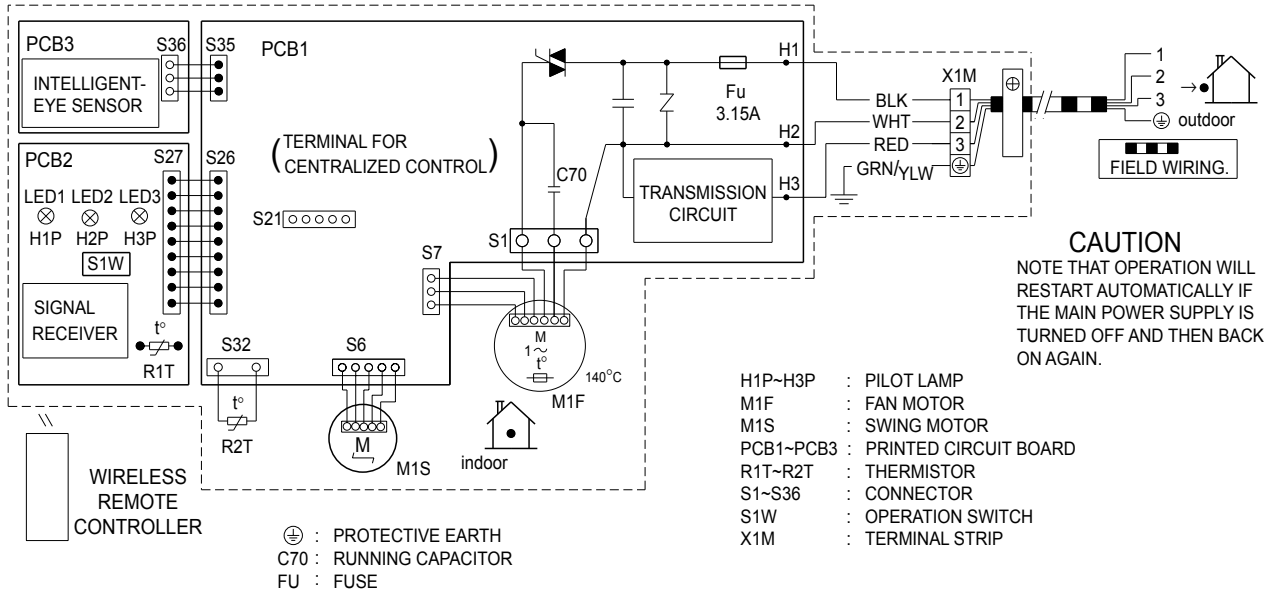 PCB3
S36
S35
PCB1
INTELLIGENT-
EYE SENSOR
H1
X1M
Fu
3.15A
BLK
1
WHT
2
RED
3
GRN/YLW
H2
H3
1
2
3
outdoor
FIELD WIRING.
(TERMINAL FOR
CENTRALIZED CONTROL)
C70
TRANSMISSION
CIRCUIT
PCB2
S27
S26
LED1 LED2 LED3
H1P H2P H3P
S1W
S21
S1
S7
SIGNAL
RECEIVER
t°
R1T
S32
S6
t°
R2T
M
M1S
M
1~
t°
140°C
M1F
indoor
CAUTION
NOTE THAT OPERATION WILL
RESTART AUTOMATICALLY IF
THE MAIN POWER SUPPLY IS
TURNED OFF AND THEN BACK
ON AGAIN.
WIRELESS
REMOTE
CONTROLLER
: PROTECTIVE EARTH
C70 : RUNNING CAPACITOR
FU : FUSE
H1P~H3P : PILOT LAMP
M1F : FAN MOTOR
M1S : SWING MOTOR
PCB1~PCB3 : PRINTED CIRCUIT BOARD
R1T~R2T : THERMISTOR
S1~S36 : CONNECTOR
S1W : OPERATION SWITCH
X1M : TERMINAL STRIP